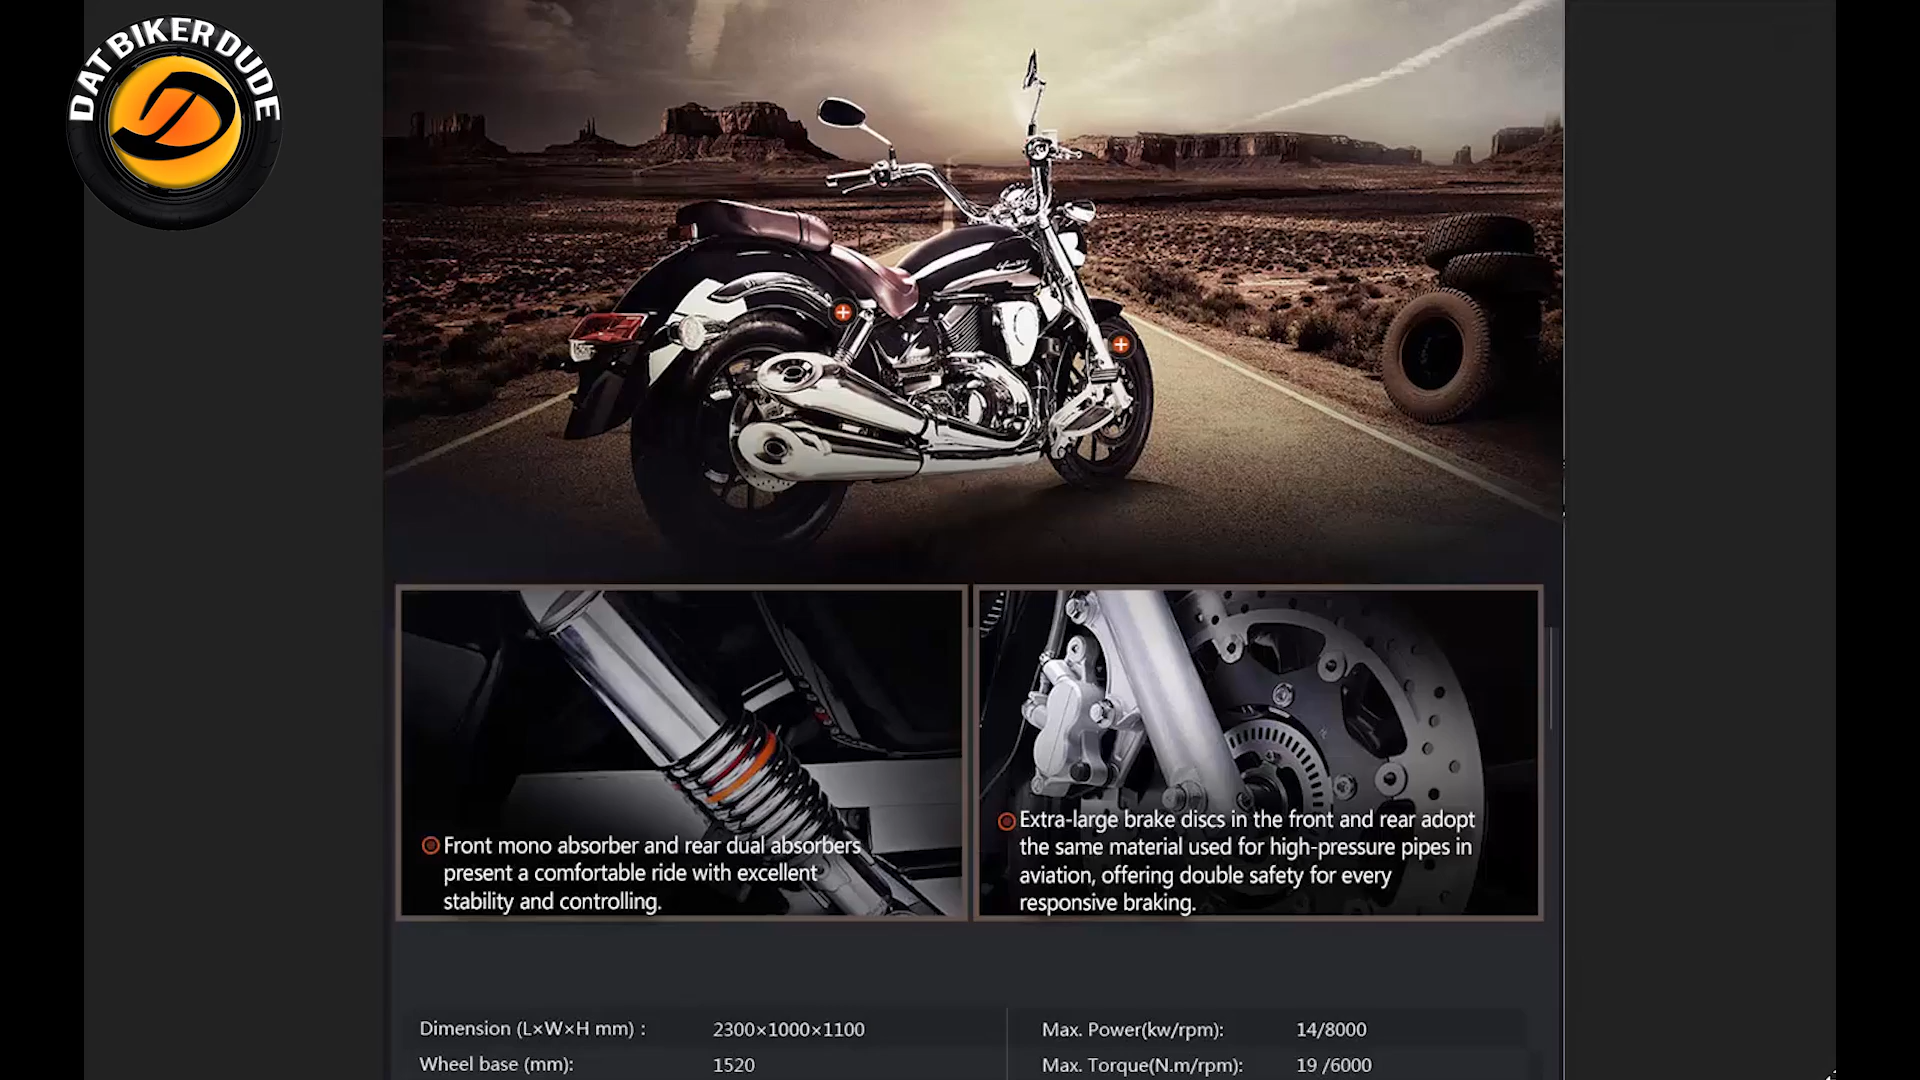 DAT BIKER DUDE
Front mono absorber and rear dual absorbers
present a comfortable ride with excellent
stability and controlling.
Extra-large brake discs in the front and rear adopt
the same material used for high-pressure pipes in
aviation, offering double safety for every
responsive braking.
Dimension (L×W×H mm) : 2300×1000×1100
Wheel base (mm): 1520
Max. Power(kw/rpm): 14/8000
Max. Torque(N.m/rpm): 19 /6000